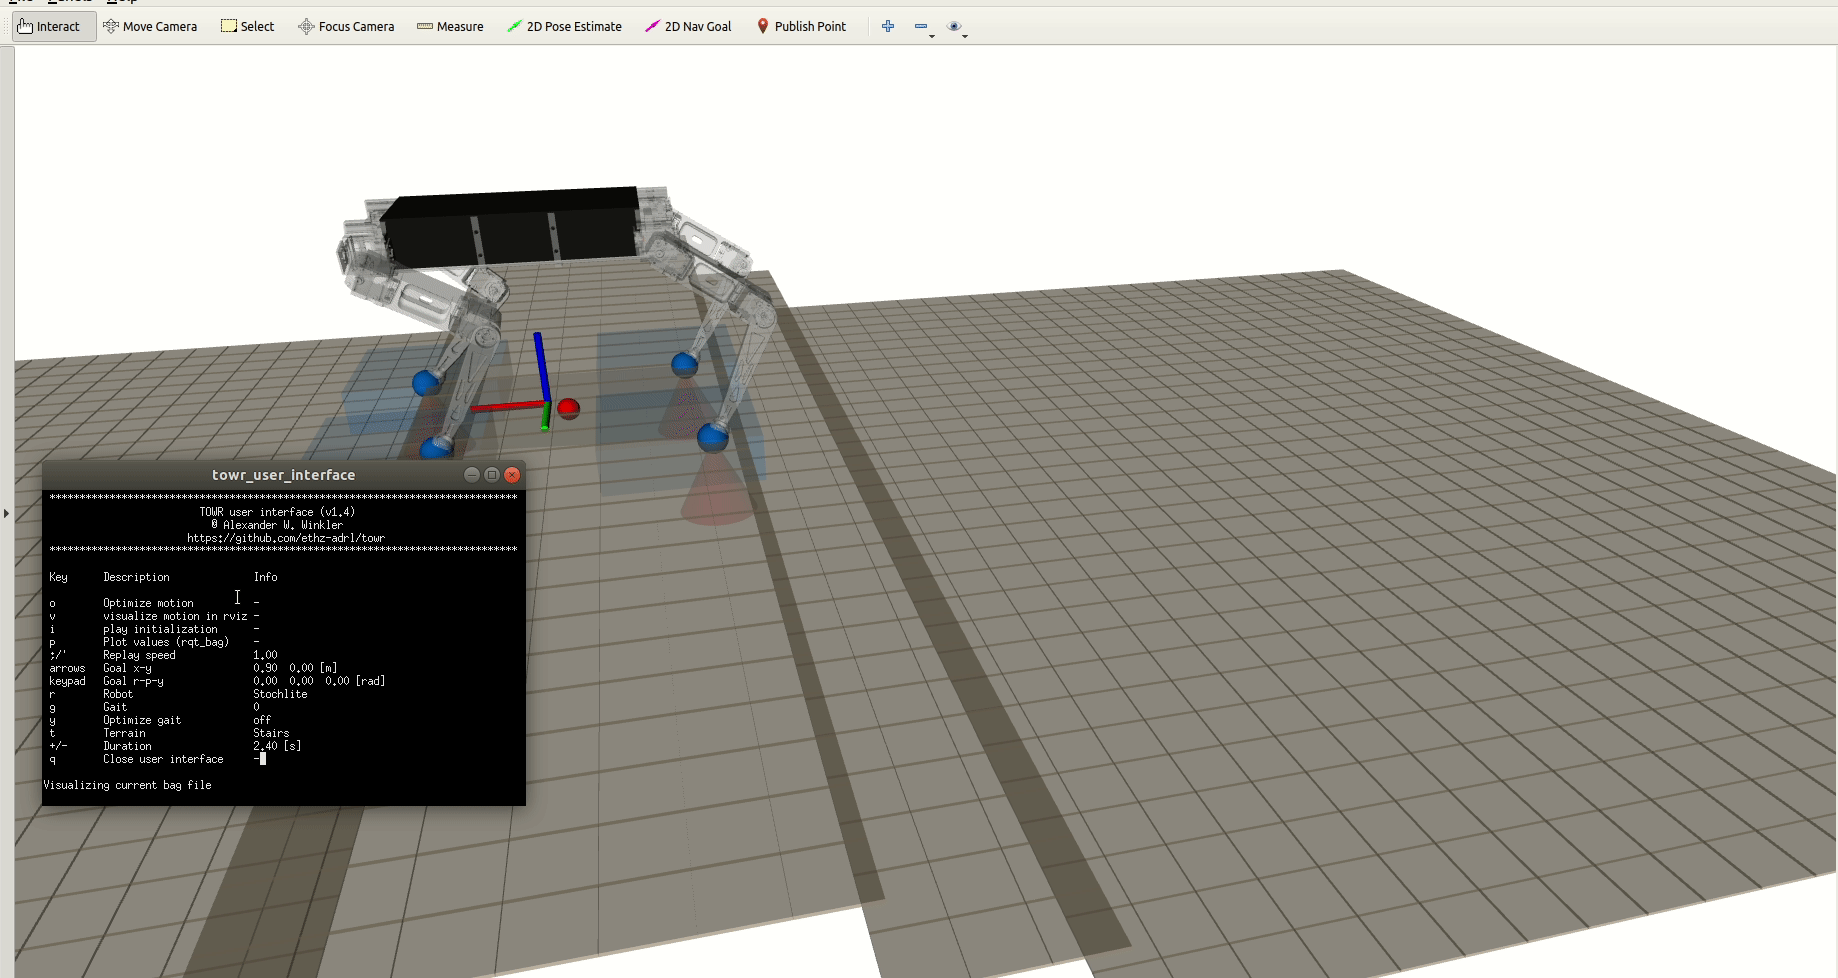 Interact Move Camera Select Focus Camera Measure 2D Pose Estimate 2D Nav Goal Publish Point
towr_user_interface
******************************************************************************
TOWR user interface (v1.4)
© Alexander W. Winkler
https://github.com/ethz-adrl/towr
******************************************************************************
Key Description Info
o Optimize motion -
v visualize motion in rviz -
i play initialization -
p Plot values (rqt_bag) -
;/' Replay speed 1.00
arrows Goal x-y 0.90 0.00 [m]
keypad Goal r-p-y 0.00 0.00 0.00 [rad]
r Robot Stochlite
g Gait 0
y Optimize gait off
t Terrain Stairs
+/- Duration 2.40 [s]
q Close user interface -
Visualizing current bag file